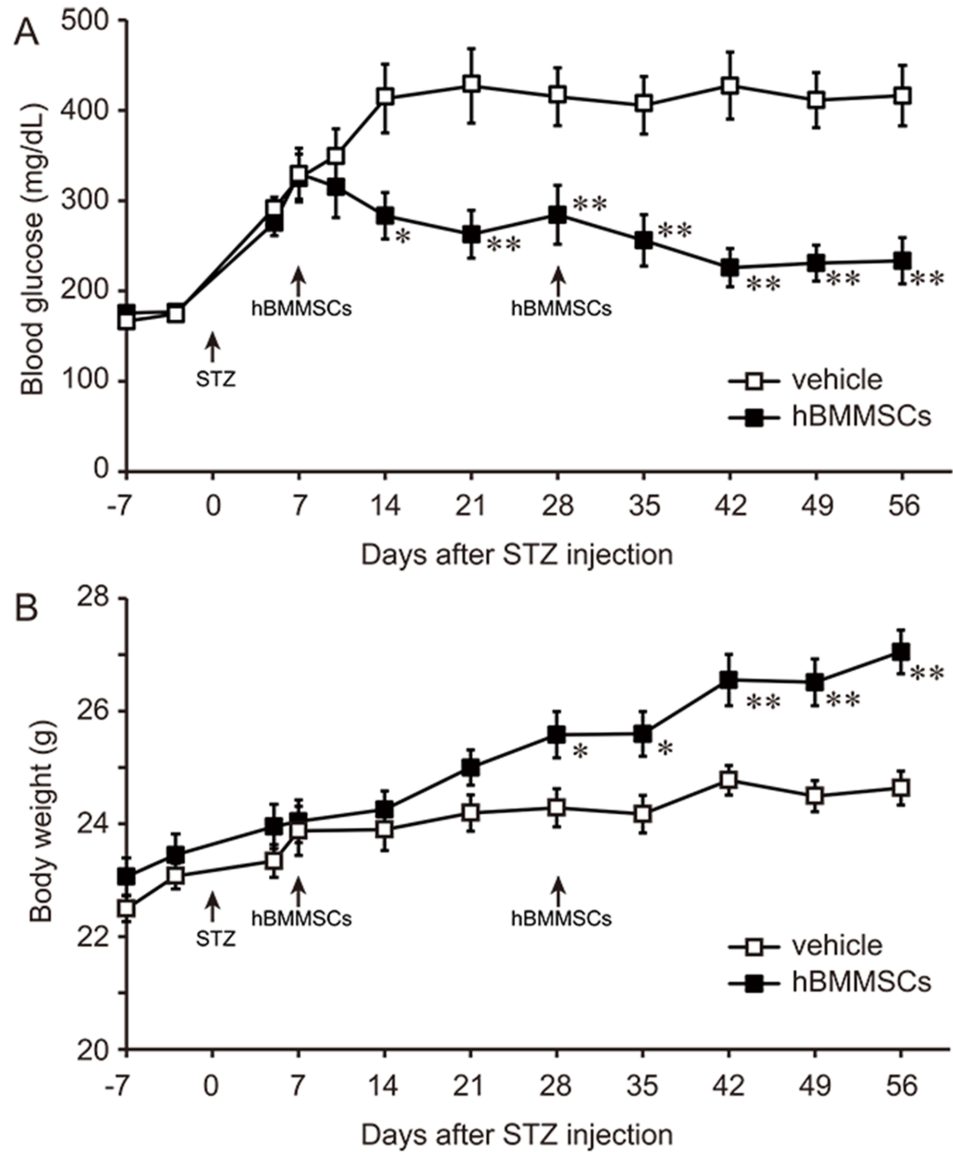 A
Blood glucose (mg/dL)
500
400
300
200
100
0
*
**
**
**
**
**
**
hBMMSCs
hBMMSCs
STZ
vehicle
hBMMSCs
-7 0 7 14 21 28 35 42 49 56
Days after STZ injection
B
Body weight (g)
28
26
24
22
20
*
*
**
**
**
hBMMSCs
hBMMSCs
STZ
vehicle
hBMMSCs
-7 0 7 14 21 28 35 42 49 56
Days after STZ injection